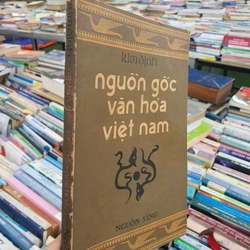 kim định
nguồn gốc
văn hóa
việt nam
NGUỒN SÁNG